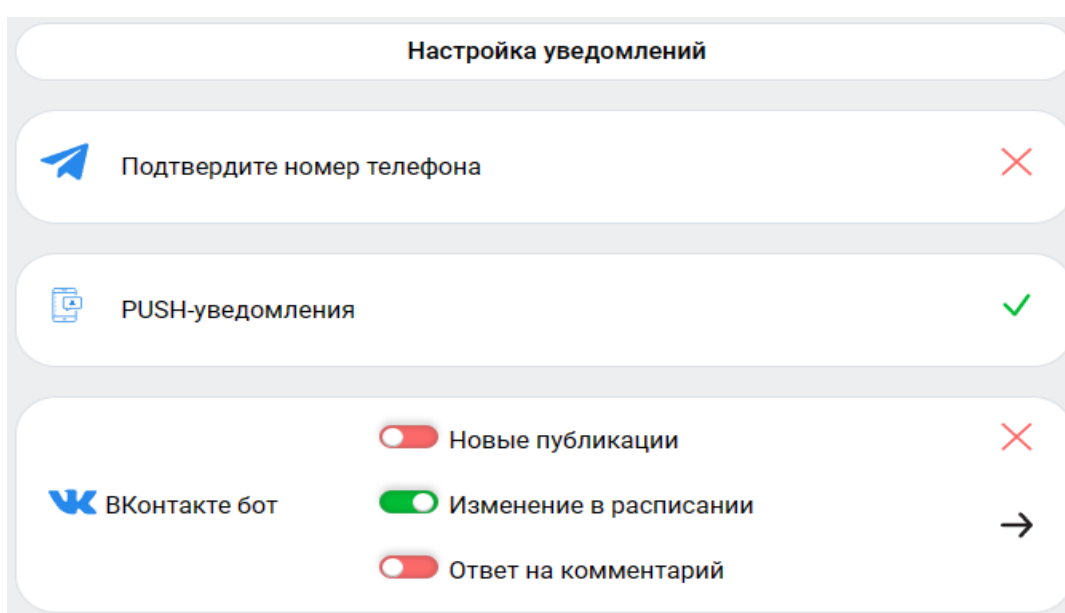 Настройка уведомлений
Подтвердите номер телефона
PUSH-уведомления
Новые публикации
ВКонтакте бот
Изменение в расписании
Ответ на комментарий